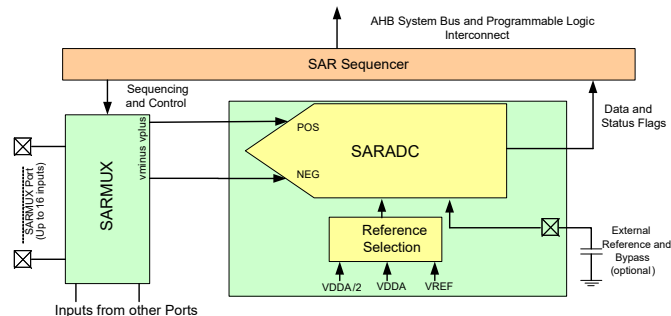 AHB System Bus and Programmable Logic
Interconnect
SAR Sequencer
Sequencing
and Control
Data and
Status Flags
vminus vplus
POS
SARADC
NEG
SARMUX
SARMUX Port
(Up to 16 inputs)
Reference
Selection
External
Reference and
Bypass
(optional)
VDDA/2
VDDA
VREF
Inputs from other Ports